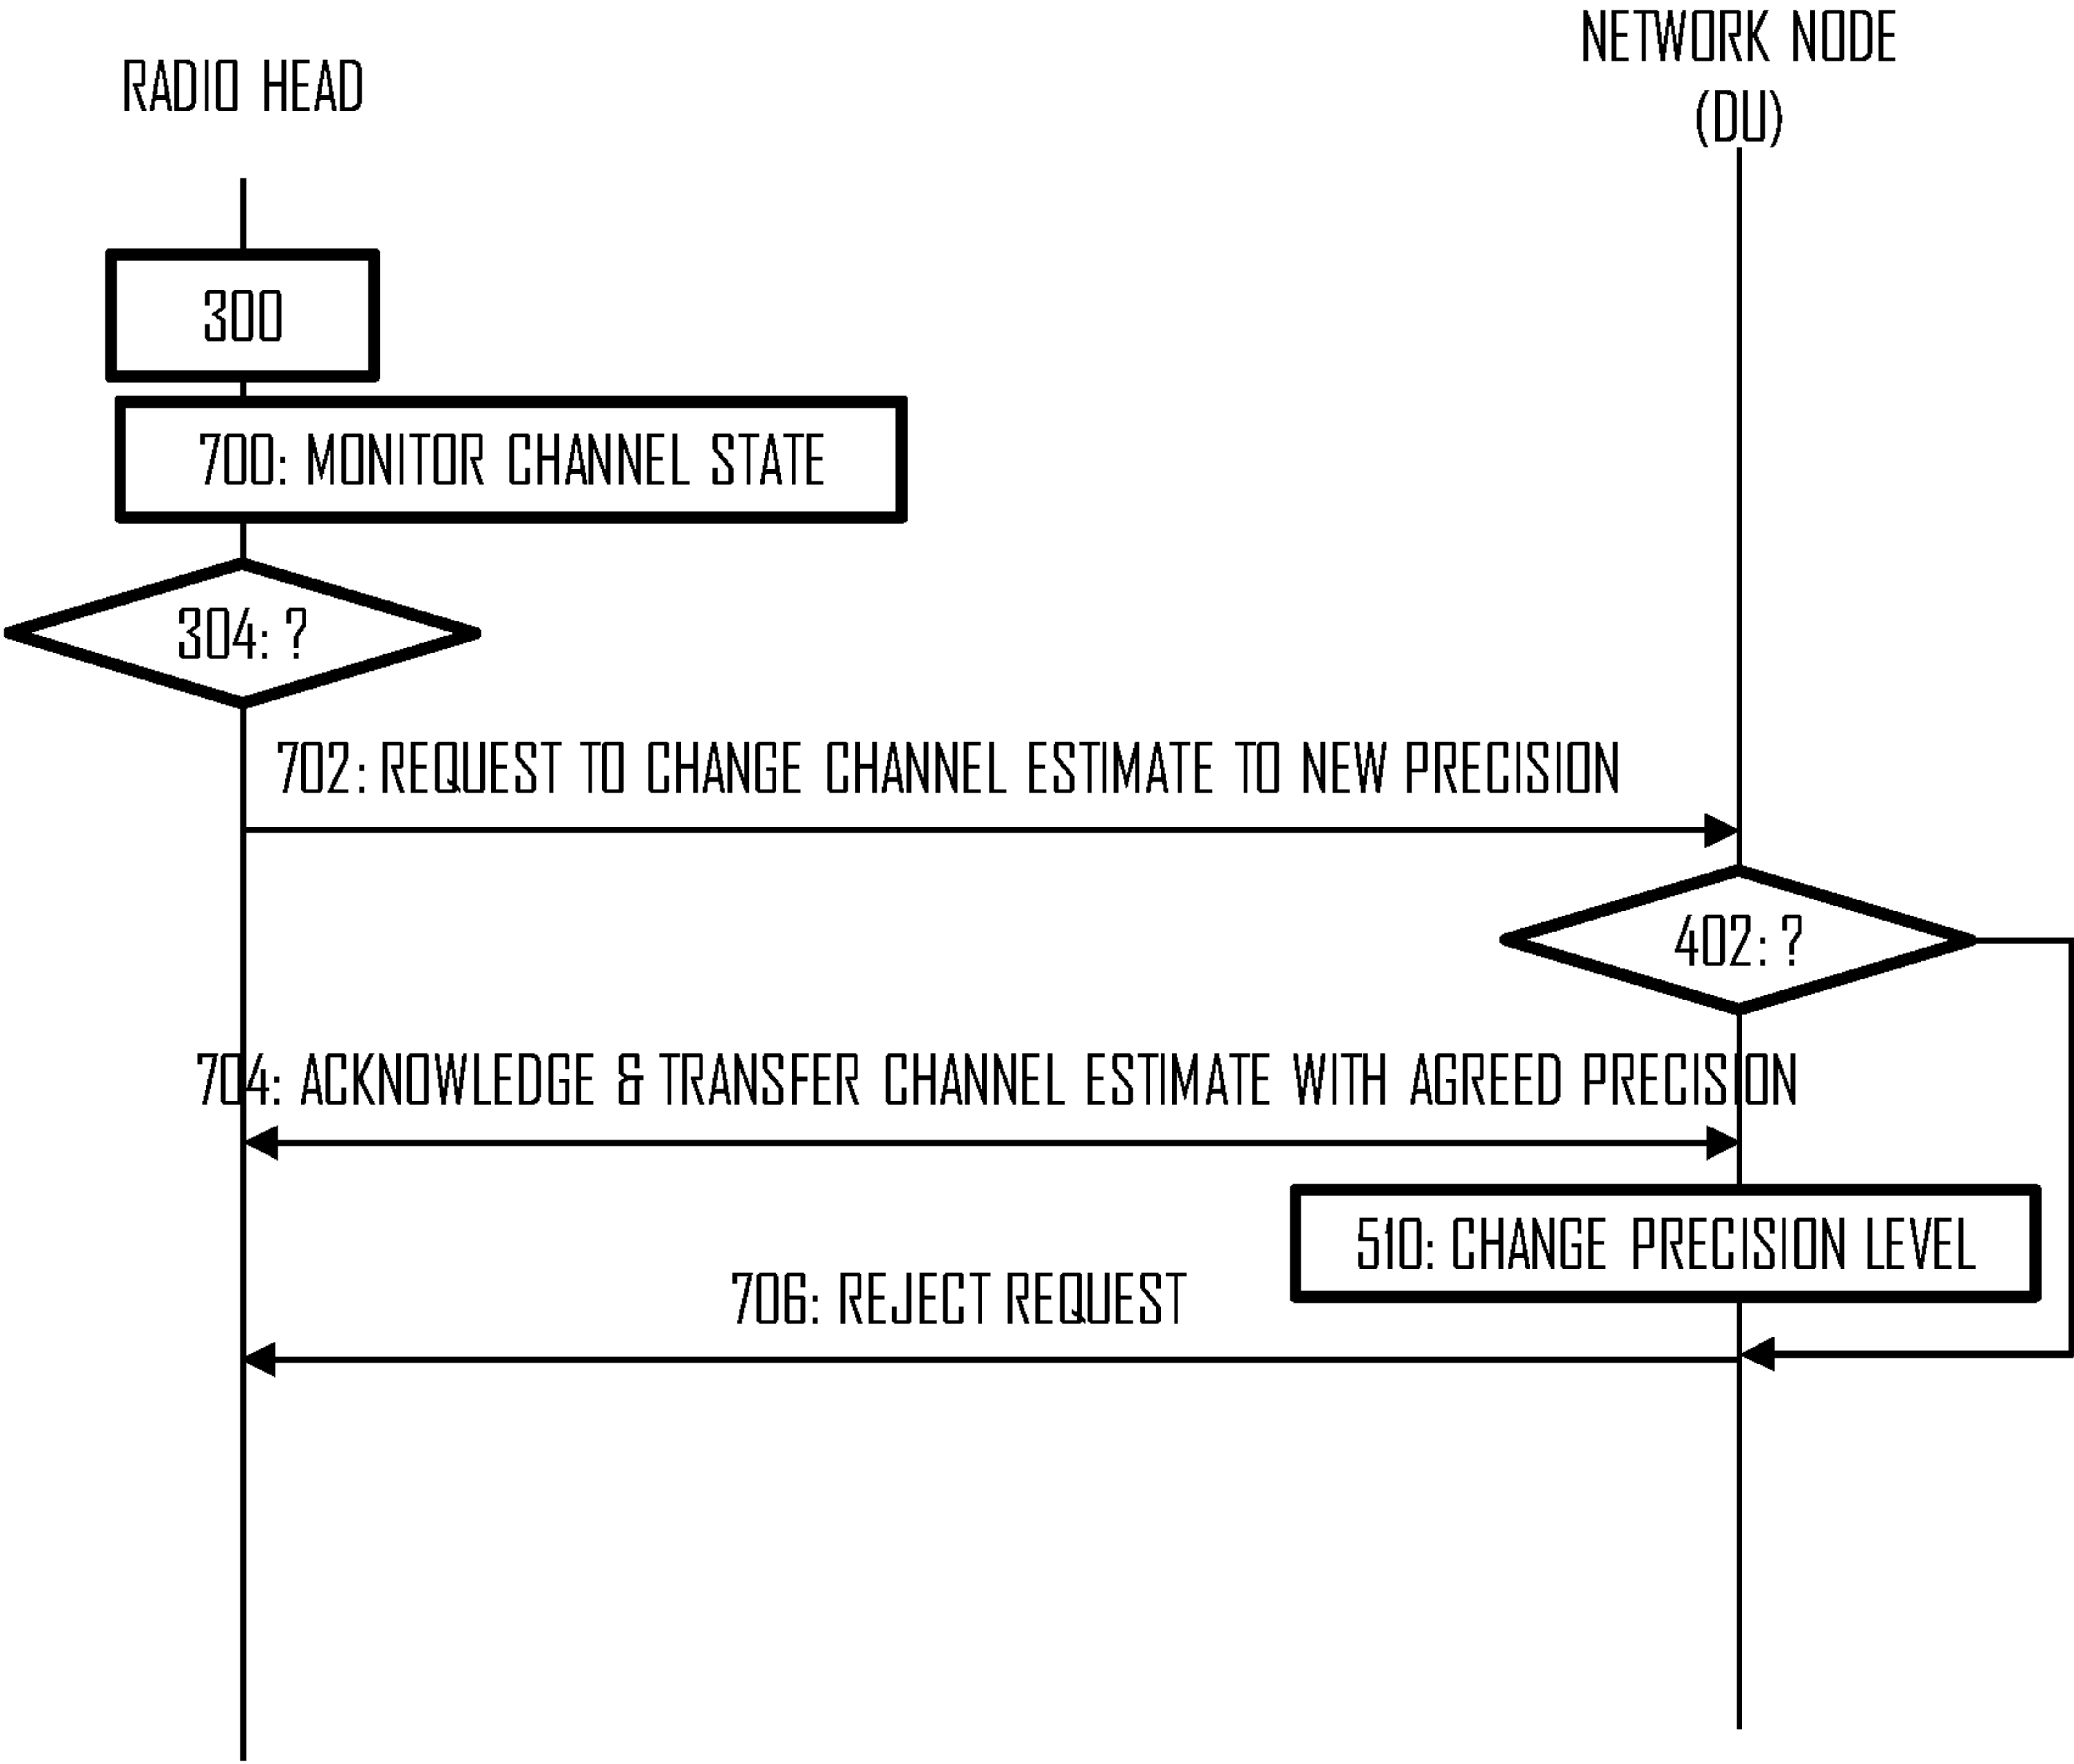 RADIO HEAD
NETWORK NODE
(DU)
300
700: MONITOR CHANNEL STATE
304: ?
702: REQUEST TO CHANGE CHANNEL ESTIMATE TO NEW PRECISION
402: ?
704: ACKNOWLEDGE & TRANSFER CHANNEL ESTIMATE WITH AGREED PRECISION
510: CHANGE PRECISION LEVEL
706: REJECT REQUEST